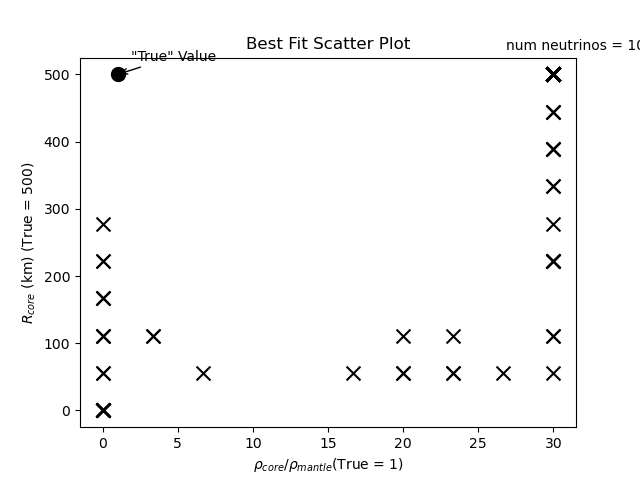 Best Fit Scatter Plot
num neutrinos = 10
"True" Value
500
400
300
200
100
0
R_core (km) (True = 500)
0 5 10 15 20 25 30
ρ_core/ρ_mantle(True = 1)